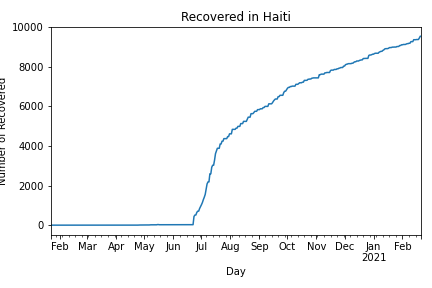 Recovered in Haiti
10000
8000
6000
4000
2000
0
Number of Recovered
Feb Mar Apr May Jun Jul Aug Sep Oct Nov Dec Jan Feb
2021
Day